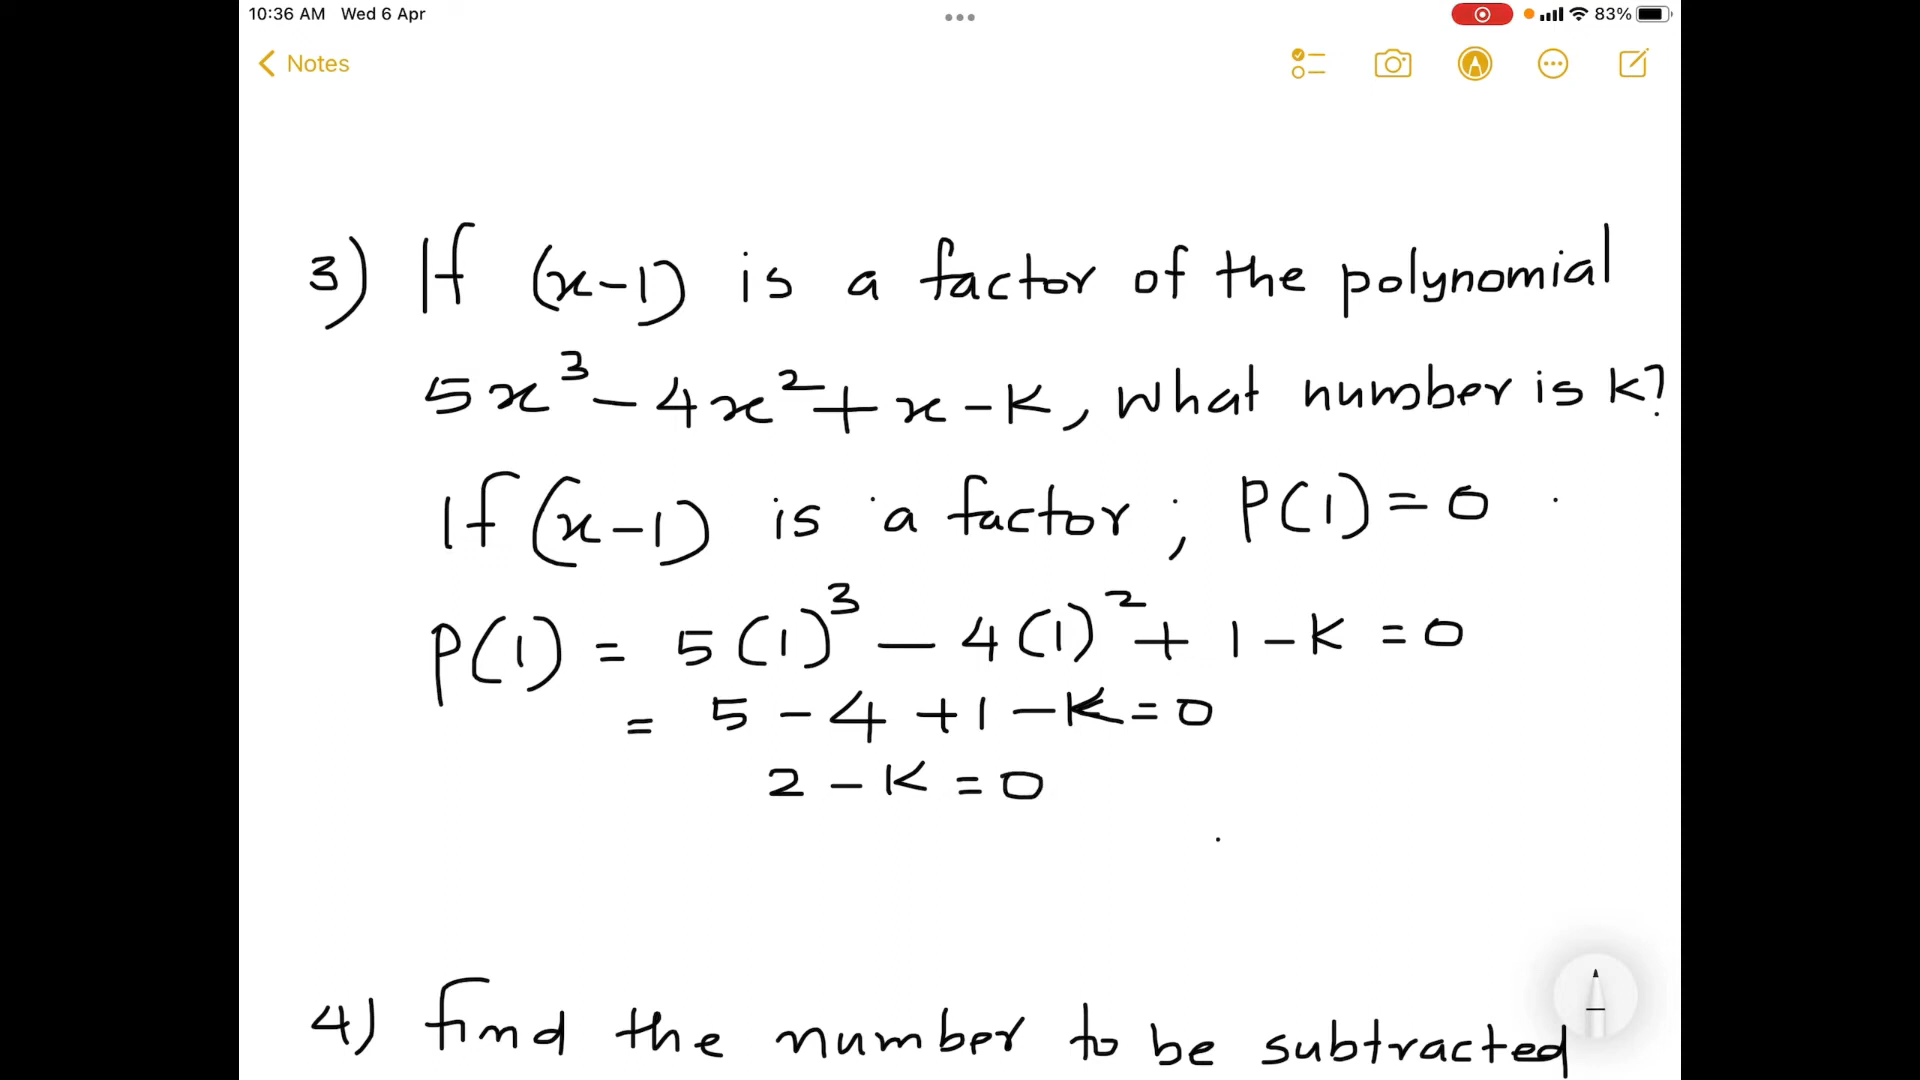 10:36 AM Wed 6 Apr 83%
Notes
3) If (x-1) is a factor of the polynomial
5x³ - 4x² + x - K, what number is K?
If (x-1) is a factor ; P(1) = 0
P(1) = 5(1)³ - 4(1)² + 1 - K = 0
= 5 - 4 + 1 - K = 0
2 - K = 0
4) find the number to be subtracted